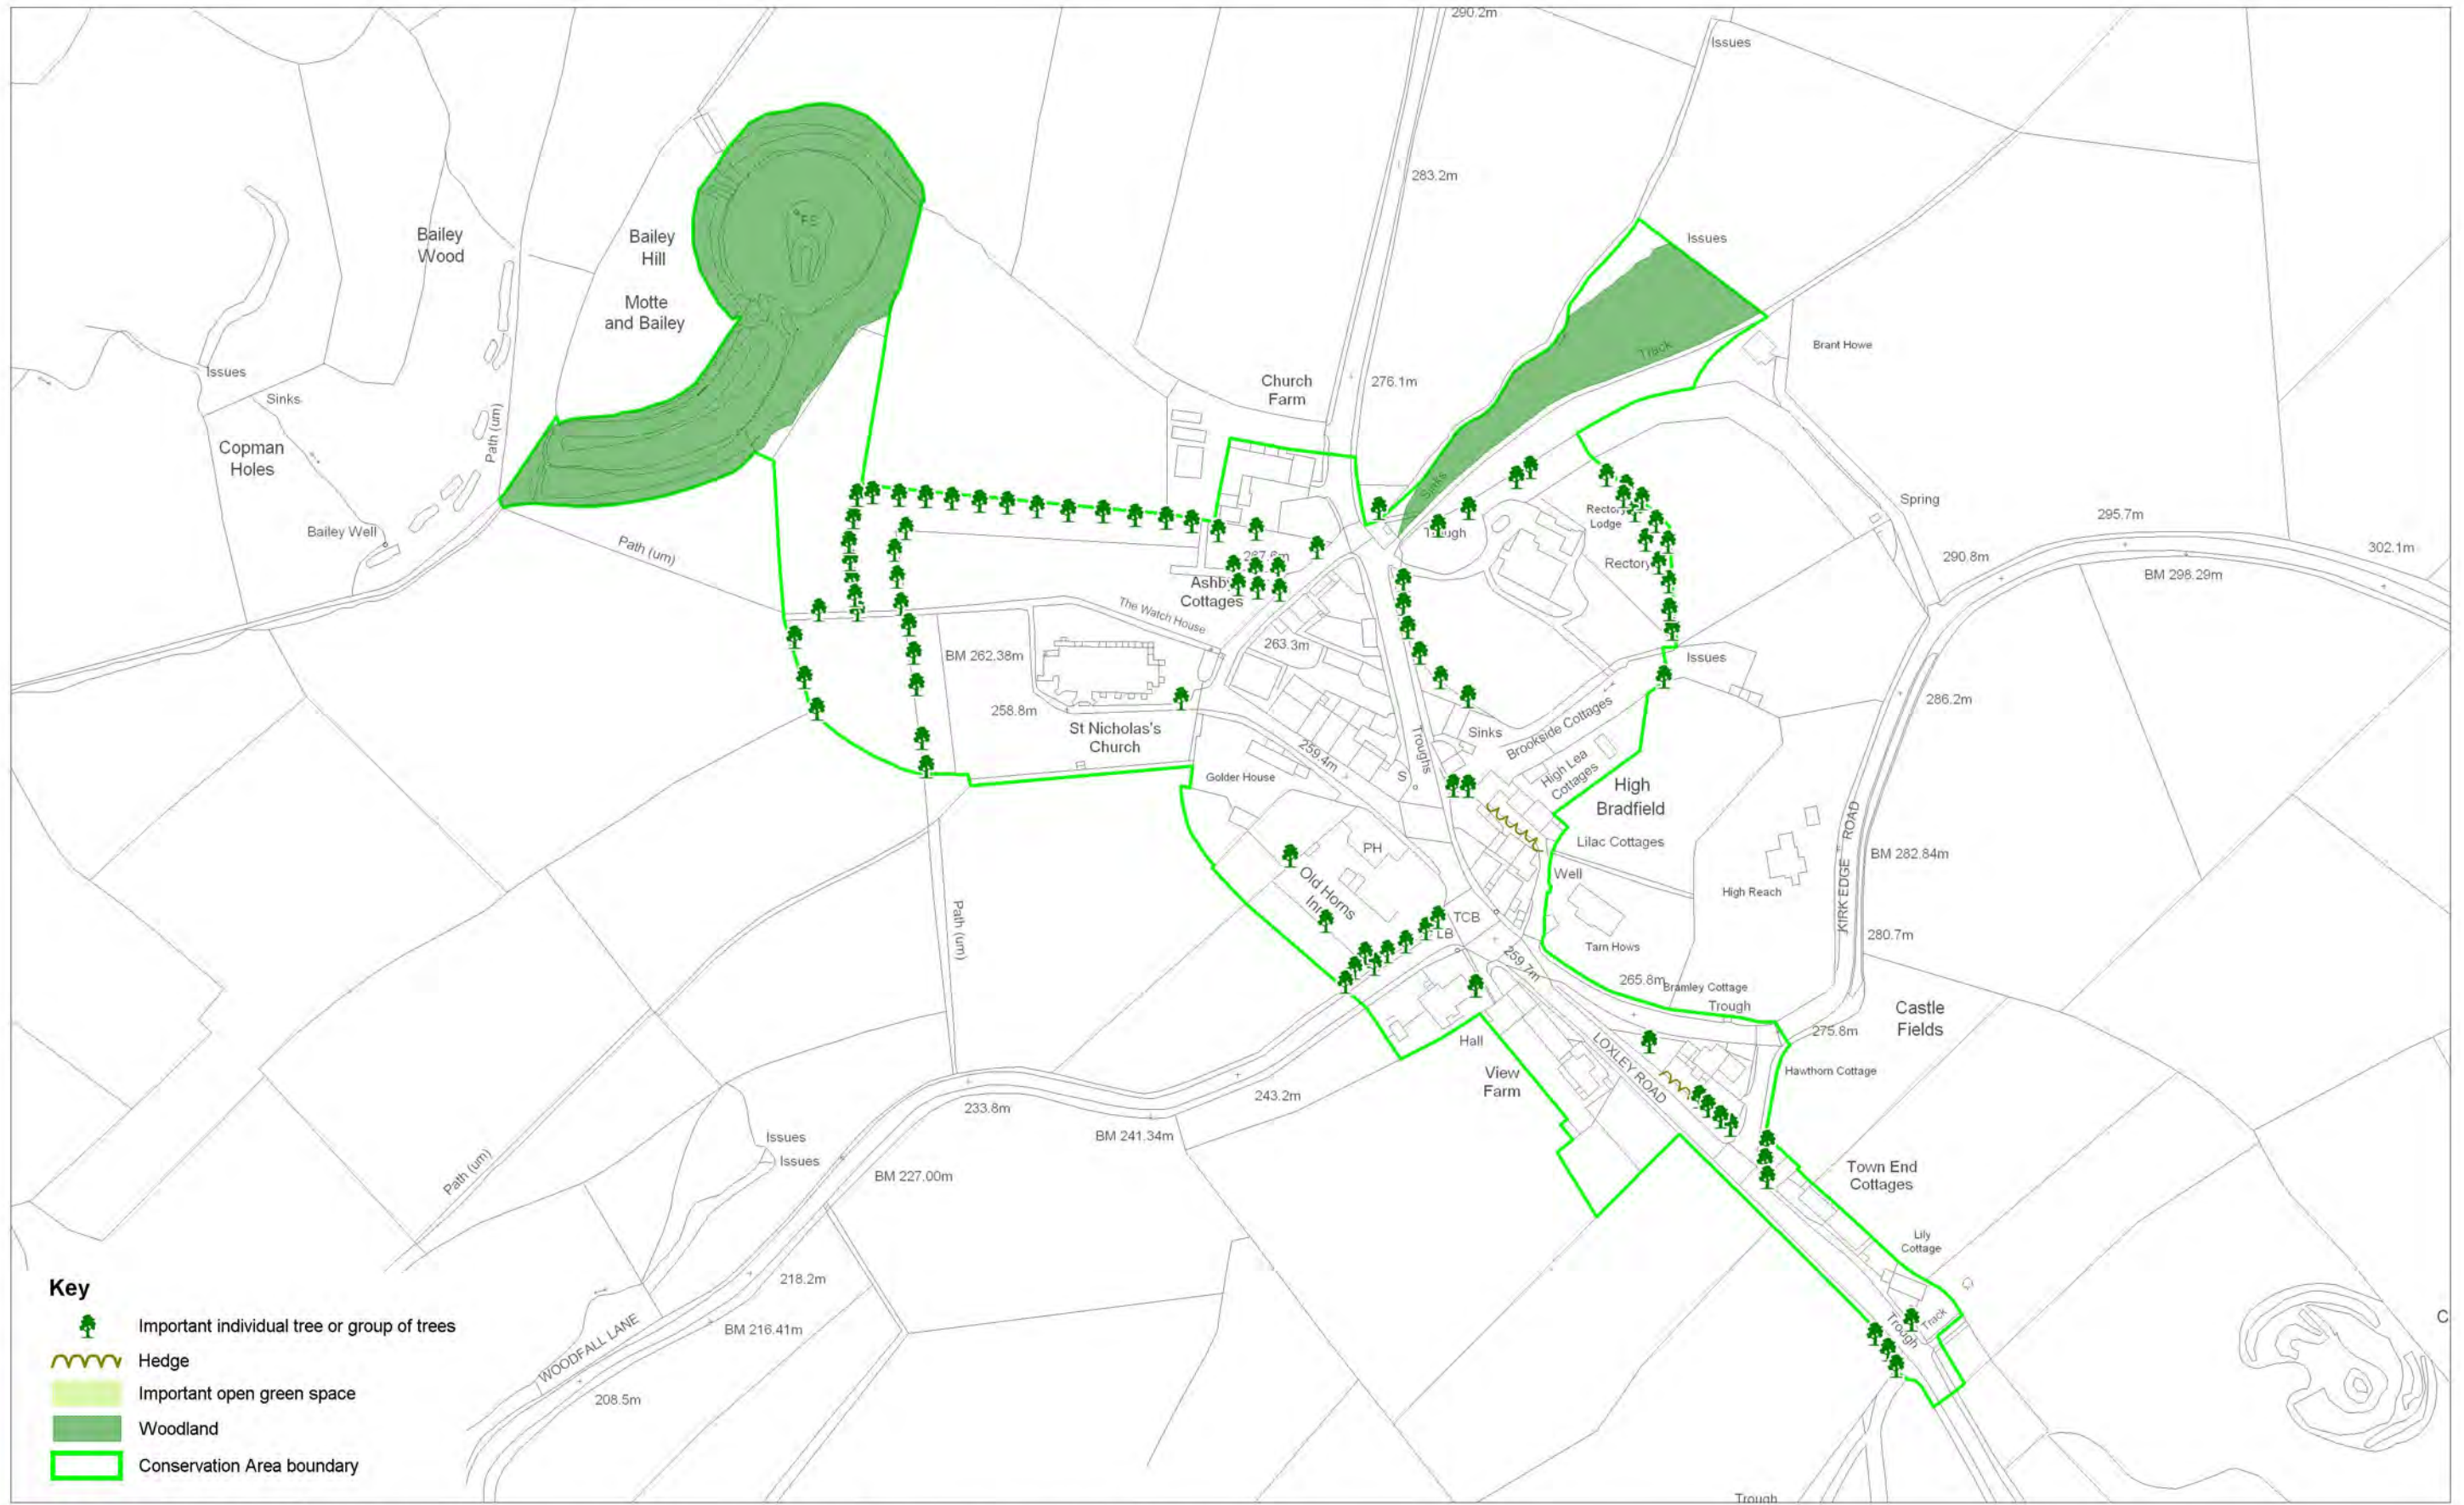 290.2m
Issues
283.2m
Bailey
Wood
Bailey
Hill
Motte
and Bailey
FS
Issues
Brant Howe
Track
Church
Farm
276.1m
Issues
Sinks
Path (um)
Copman
Holes
Sinks
Spring
295.7m
302.1m
BM 298.29m
290.8m
Bailey Well
Path (um)
Rectory
Lodge
Rectory
Trough
267.6m
Ashby
Cottages
The Watch House
263.3m
BM 262.38m
258.8m
St Nicholas's
Church
Issues
286.2m
Brookside Cottages
Sinks
Troughs
259.4m
S
Golder House
High Lea
Cottages
High
Bradfield
Lilac Cottages
KIRK EDGE ROAD
BM 282.84m
PH
Well
High Reach
Old Horns
Inn
TCB
LB
Path (um)
Tarn Hows
280.7m
259.7m
265.8m
Bramley Cottage
Trough
Castle
Fields
275.8m
Hall
View
Farm
LOXLEY ROAD
Hawthorn Cottage
233.8m
243.2m
BM 241.34m
Issues
Issues
BM 227.00m
Path (um)
Town End
Cottages
Lily
Cottage
218.2m
BM 216.41m
WOODFALL LANE
208.5m
Trough
Track
C
Trough
Key
Important individual tree or group of trees
Hedge
Important open green space
Woodland
Conservation Area boundary